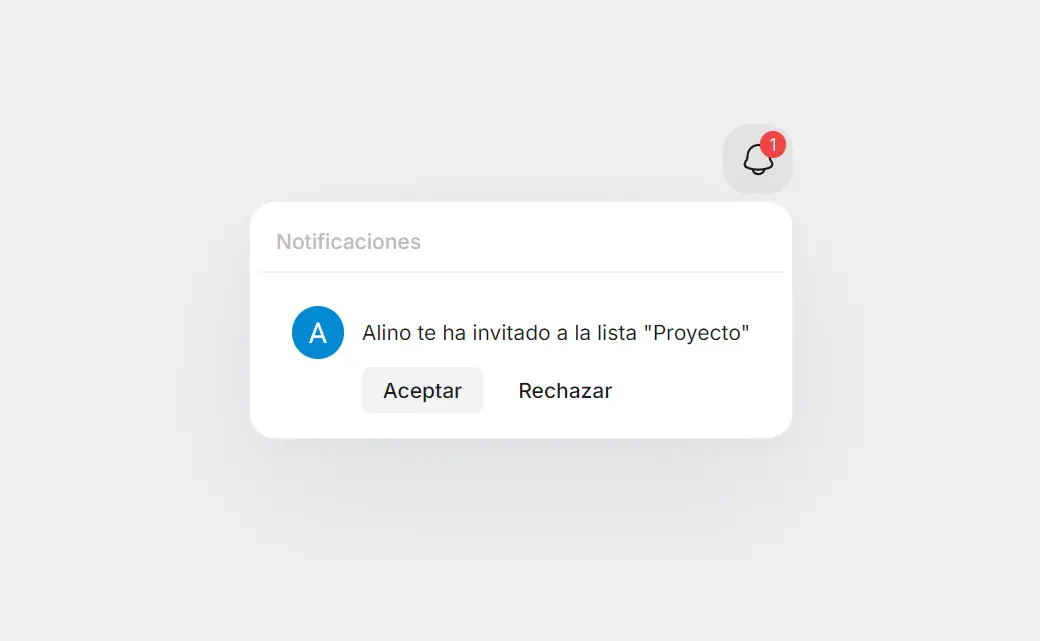 1
Notificaciones
A
Alino te ha invitado a la lista "Proyecto"
Aceptar Rechazar